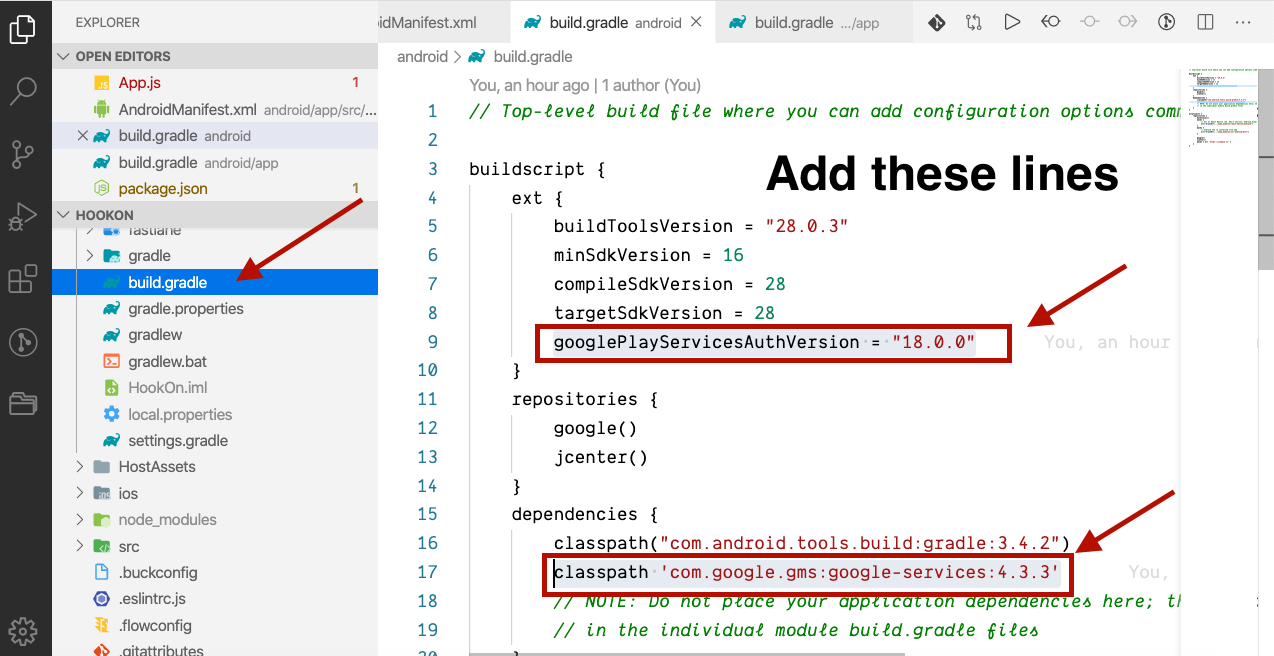 EXPLORER
OPEN EDITORS
App.js 1
AndroidManifest.xml android/app/src/...
build.gradle android
build.gradle android/app
package.json 1
HOOKON
fastlane
gradle
build.gradle
gradle.properties
gradlew
gradlew.bat
HookOn.iml
local.properties
settings.gradle
HostAssets
ios
node_modules
src
.buckconfig
.eslintrc.js
.flowconfig
.gitattributes
idManifest.xml
build.gradle android
build.gradle .../app
android > build.gradle
You, an hour ago | 1 author (You)
1 // Top-level build file where you can add configuration options com
2
3 buildscript {
Add these lines
4 ext {
5 buildToolsVersion = "28.0.3"
6 minSdkVersion = 16
7 compileSdkVersion = 28
8 targetSdkVersion = 28
9 googlePlayServicesAuthVersion = "18.0.0" You, an hour
10 }
11 repositories {
12 google()
13 jcenter()
14 }
15 dependencies {
16 classpath("com.android.tools.build:gradle:3.4.2")
17 classpath 'com.google.gms:google-services:4.3.3' You,
18 // NOTE: Do not place your application dependencies here; th
19 // in the individual module build.gradle files
20 }